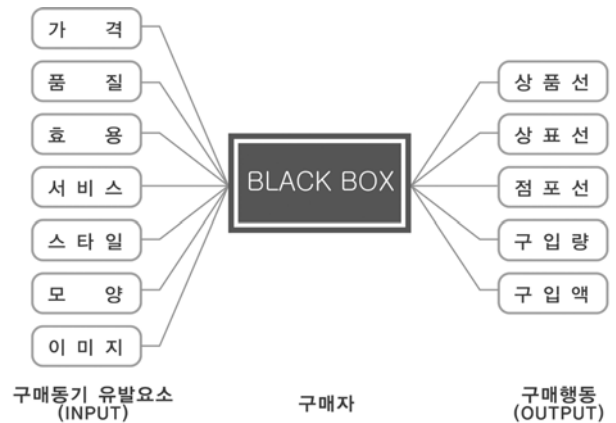 가 격
품 질
효 용
서 비 스
스 타 일
모 양
이 미 지
BLACK BOX
상 품 선
상 표 선
점 포 선
구 입 량
구 입 액
구매동기 유발요소
(INPUT)
구매자
구매행동
(OUTPUT)